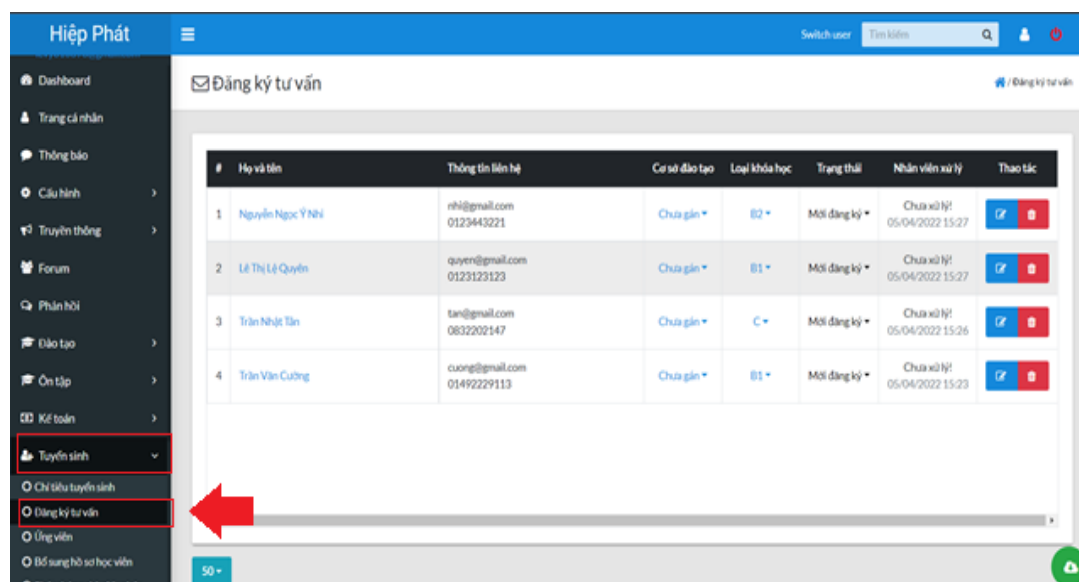 Hiệp Phát
Switch user
Tìm kiếm
Dashboard
Trang cá nhân
Thông báo
Cấu hình
Truyền thông
Forum
Phản hồi
Đào tạo
Ôn tập
Kế toán
Tuyển sinh
Chỉ tiêu tuyển sinh
Đăng ký tư vấn
Ứng viên
Bổ sung hồ sơ học viên
Đăng ký tư vấn
/ Đăng ký tư vấn
# Họ và tên Thông tin liên hệ Cơ sở đào tạo Loại khóa học Trạng thái Nhân viên xử lý Thao tác
1 Nguyễn Ngọc Ý Nhi nhi@gmail.com Chưa gán B2 Mới đăng ký Chưa xử lý!
0123443221 05/04/2022 15:27
2 Lê Thị Lệ Quyên quyen@gmail.com Chưa gán B1 Mới đăng ký Chưa xử lý!
0123123123 05/04/2022 15:27
3 Trần Nhật Tân tan@gmail.com Chưa gán C Mới đăng ký Chưa xử lý!
0832202147 05/04/2022 15:26
4 Trần Văn Cường cuong@gmail.com Chưa gán B1 Mới đăng ký Chưa xử lý!
01492229113 05/04/2022 15:23
50